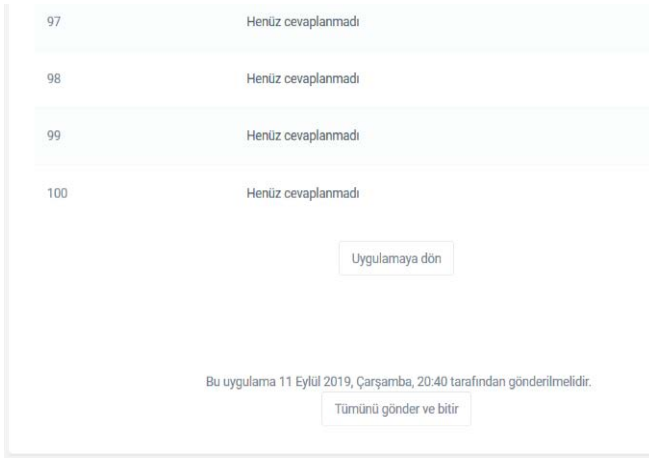 97 Henüz cevaplanmadı
98 Henüz cevaplanmadı
99 Henüz cevaplanmadı
100 Henüz cevaplanmadı
Uygulamaya dön
Bu uygulama 11 Eylül 2019, Çarşamba, 20:40 tarafından gönderilmelidir.
Tümünü gönder ve bitir